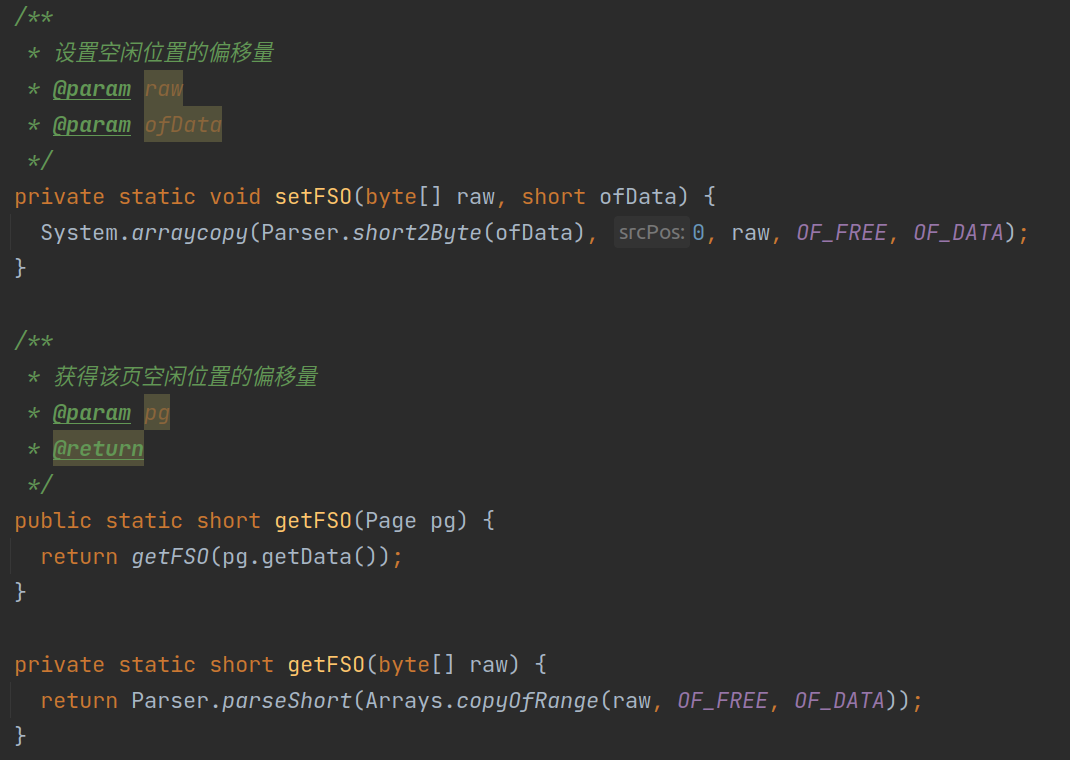 /**
 * 设置空闲位置的偏移量
 * @param raw
 * @param ofData
 */
private static void setFSO(byte[] raw, short ofData) {
  System.arraycopy(Parser.short2Byte(ofData), srcPos: 0, raw, OF_FREE, OF_DATA);
}
/**
 * 获得该页空闲位置的偏移量
 * @param pg
 * @return
 */
public static short getFSO(Page pg) {
  return getFSO(pg.getData());
}
private static short getFSO(byte[] raw) {
  return Parser.parseShort(Arrays.copyOfRange(raw, OF_FREE, OF_DATA));
}